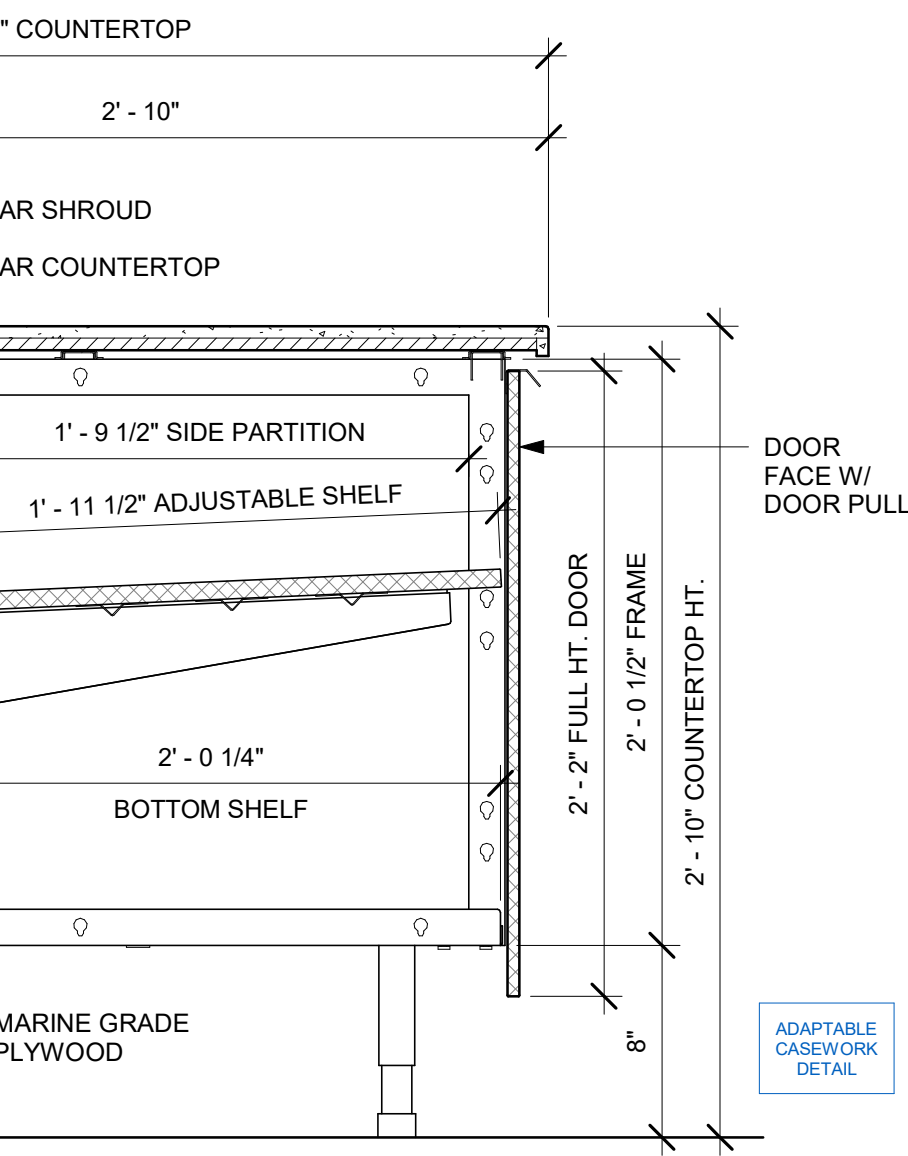 " COUNTERTOP
2' - 10"
AR SHROUD
AR COUNTERTOP
1' - 9 1/2" SIDE PARTITION
1' - 11 1/2" ADJUSTABLE SHELF
DOOR
FACE W/
DOOR PULL
2' - 2" FULL HT. DOOR
2' - 0 1/2" FRAME
2' - 10" COUNTERTOP HT.
2' - 0 1/4"
BOTTOM SHELF
MARINE GRADE
PLYWOOD
8"
ADAPTABLE
CASEWORK
DETAIL